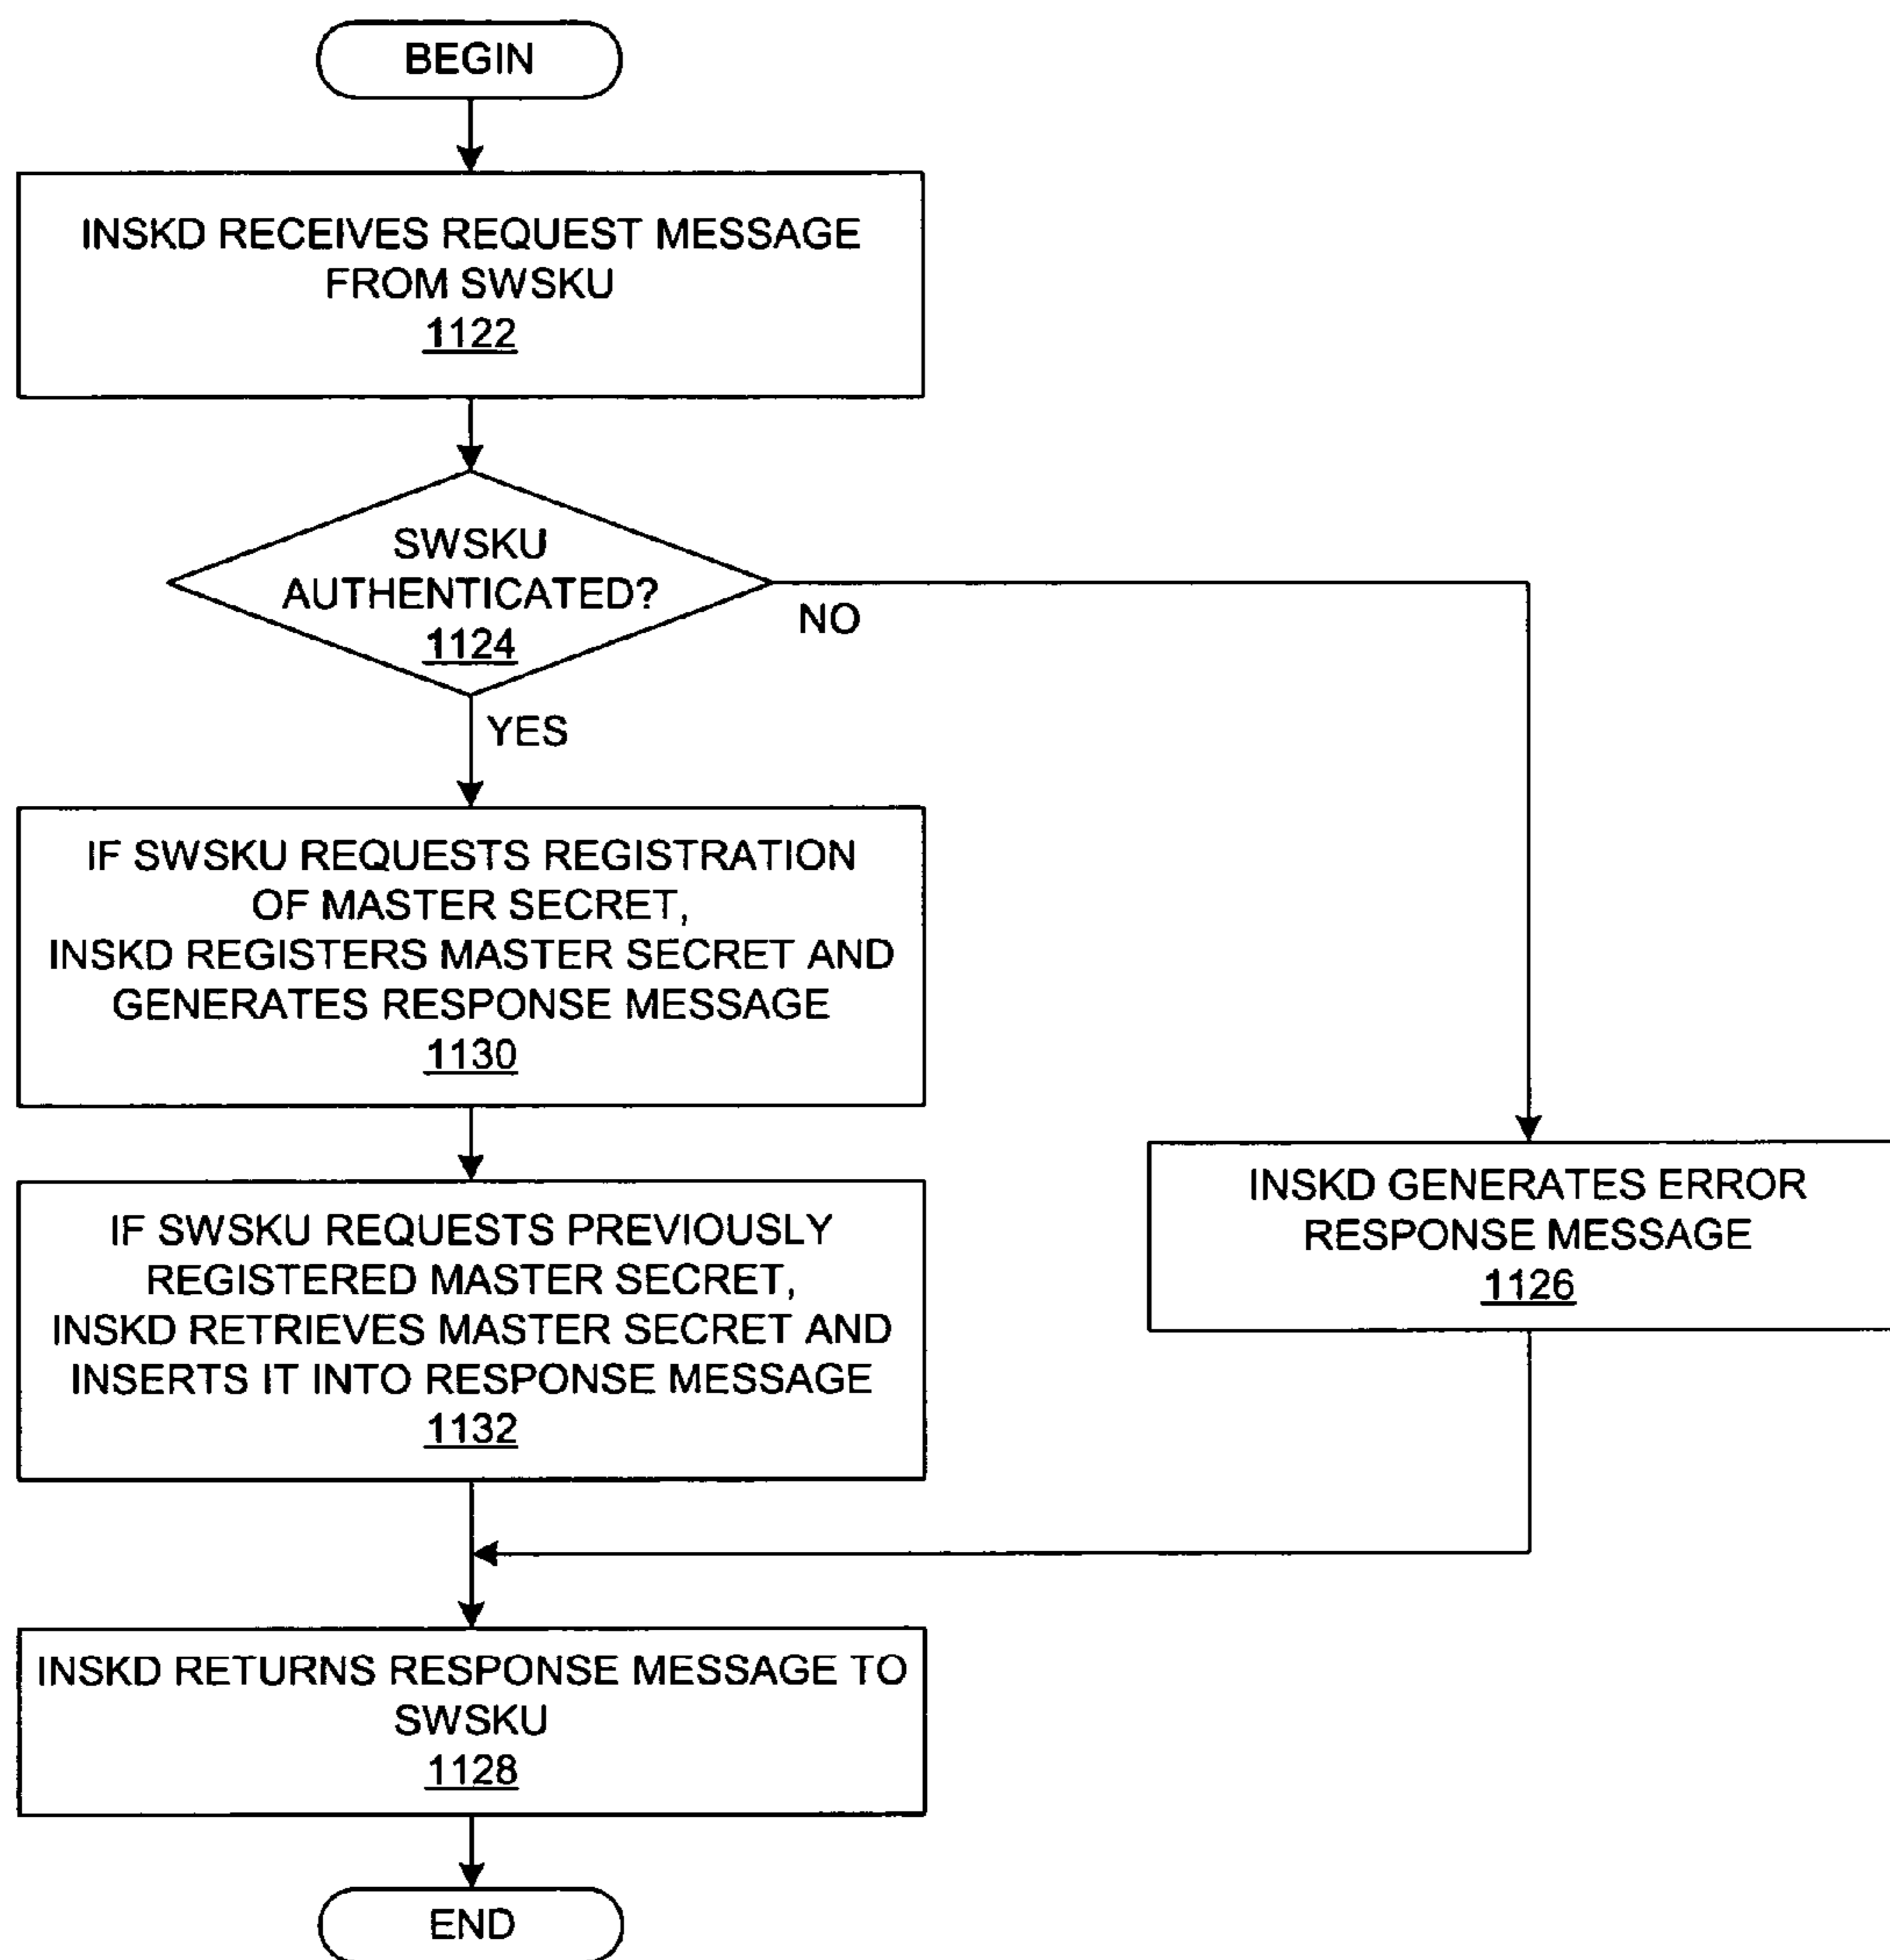 BEGIN
INSKD RECEIVES REQUEST MESSAGE
FROM SWSKU
1122
SWSKU
AUTHENTICATED?
1124
NO
YES
IF SWSKU REQUESTS REGISTRATION
OF MASTER SECRET,
INSKD REGISTERS MASTER SECRET AND
GENERATES RESPONSE MESSAGE
1130
IF SWSKU REQUESTS PREVIOUSLY
REGISTERED MASTER SECRET,
INSKD RETRIEVES MASTER SECRET AND
INSERTS IT INTO RESPONSE MESSAGE
1132
INSKD GENERATES ERROR
RESPONSE MESSAGE
1126
INSKD RETURNS RESPONSE MESSAGE TO
SWSKU
1128
END